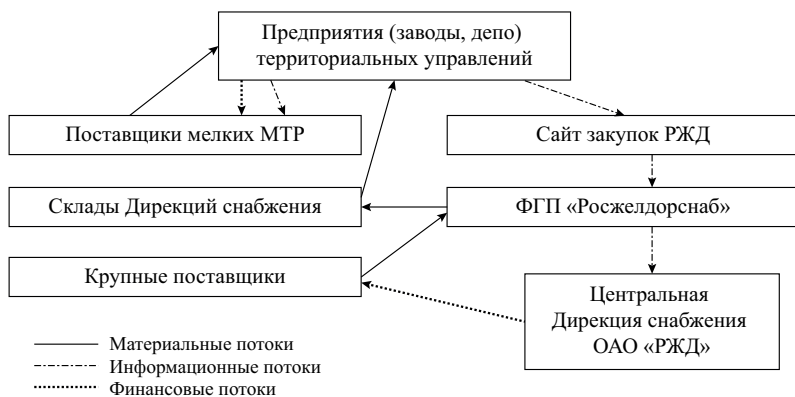 Предприятия (заводы, депо)
территориальных управлений
Поставщики мелких МТР
Сайт закупок РЖД
Склады Дирекций снабжения
ФГП «Росжелдорснаб»
Крупные поставщики
Центральная
Дирекция снабжения
ОАО «РЖД»
Материальные потоки
Информационные потоки
Финансовые потоки